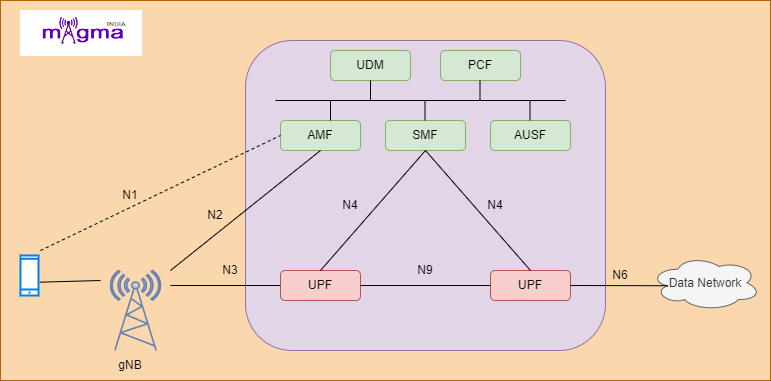 INDIA
magma
UDM
PCF
AMF
SMF
AUSF
N1
N2
N4
N4
N3
UPF
N9
UPF
N6
Data Network
gNB